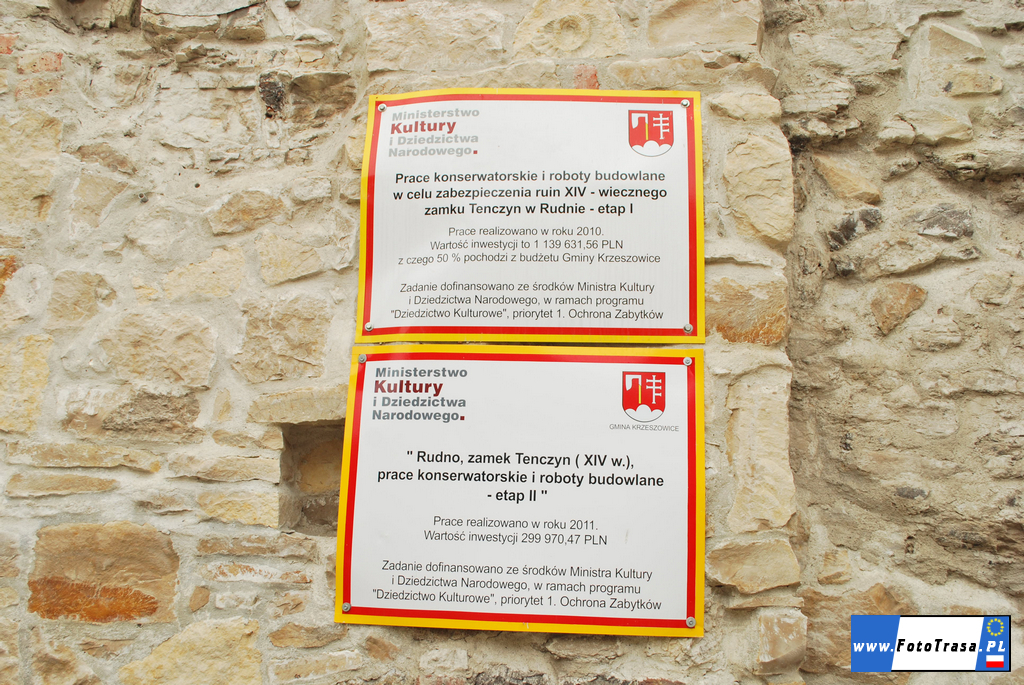 Ministerstwo
Kultury
i Dziedzictwa
Narodowego.
Prace konserwatorskie i roboty budowlane
w celu zabezpieczenia ruin XIV - wiecznego
zamku Tenczyn w Rudnie - etap I
Prace realizowano w roku 2010.
Wartość inwestycji to 1 139 631,56 PLN
z czego 50 % pochodzi z budżetu Gminy Krzeszowice
Zadanie dofinansowano ze środków Ministra Kultury
i Dziedzictwa Narodowego, w ramach programu
"Dziedzictwo Kulturowe", priorytet 1. Ochrona Zabytków
Ministerstwo
Kultury
i Dziedzictwa
Narodowego.
GMINA KRZESZOWICE
" Rudno, zamek Tenczyn ( XIV w.),
prace konserwatorskie i roboty budowlane
- etap II "
Prace realizowano w roku 2011.
Wartość inwestycji 299 970,47 PLN
Zadanie dofinansowano ze środków Ministra Kultury
i Dziedzictwa Narodowego, w ramach programu
"Dziedzictwo Kulturowe", priorytet 1. Ochrona Zabytków
www.FotoTrasa.PL